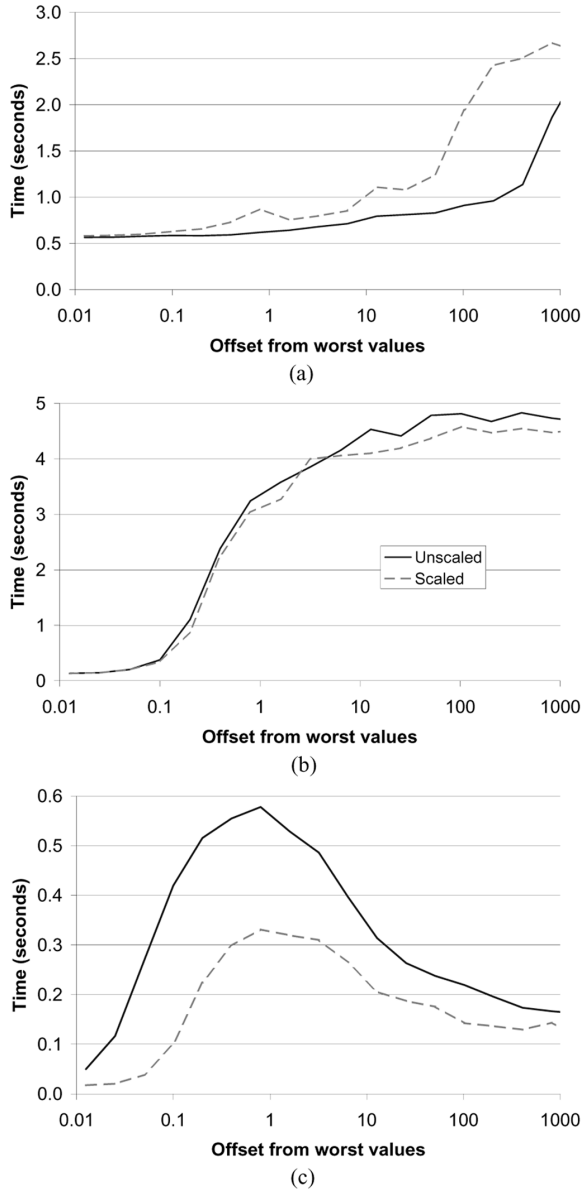 3.0
2.5
2.0
1.5
1.0
0.5
0.0
Time (seconds)
0.01 0.1 1 10 100 1000
Offset from worst values
(a)
5
4
3
2
1
0
Time (seconds)
Unscaled
Scaled
0.01 0.1 1 10 100 1000
Offset from worst values
(b)
0.6
0.5
0.4
0.3
0.2
0.1
0.0
Time (seconds)
0.01 0.1 1 10 100 1000
Offset from worst values
(c)